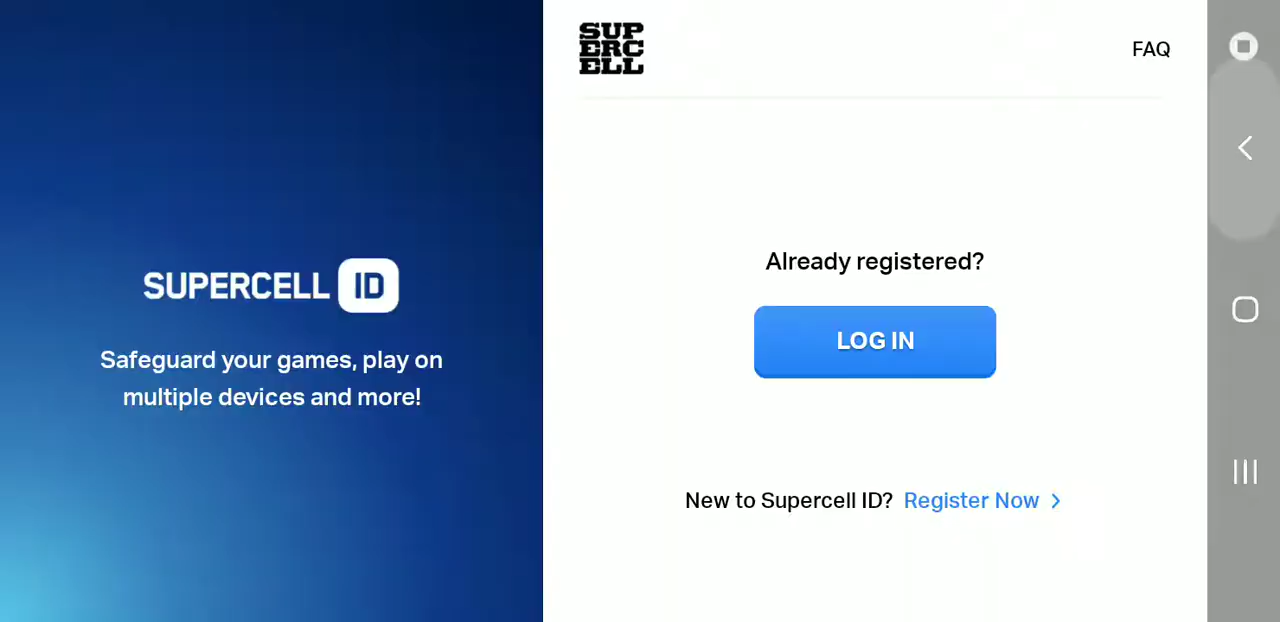 SUPERCELL ID
Safeguard your games, play on
multiple devices and more!
SUP
ERC
ELL
FAQ
Already registered?
LOG IN
New to Supercell ID? Register Now